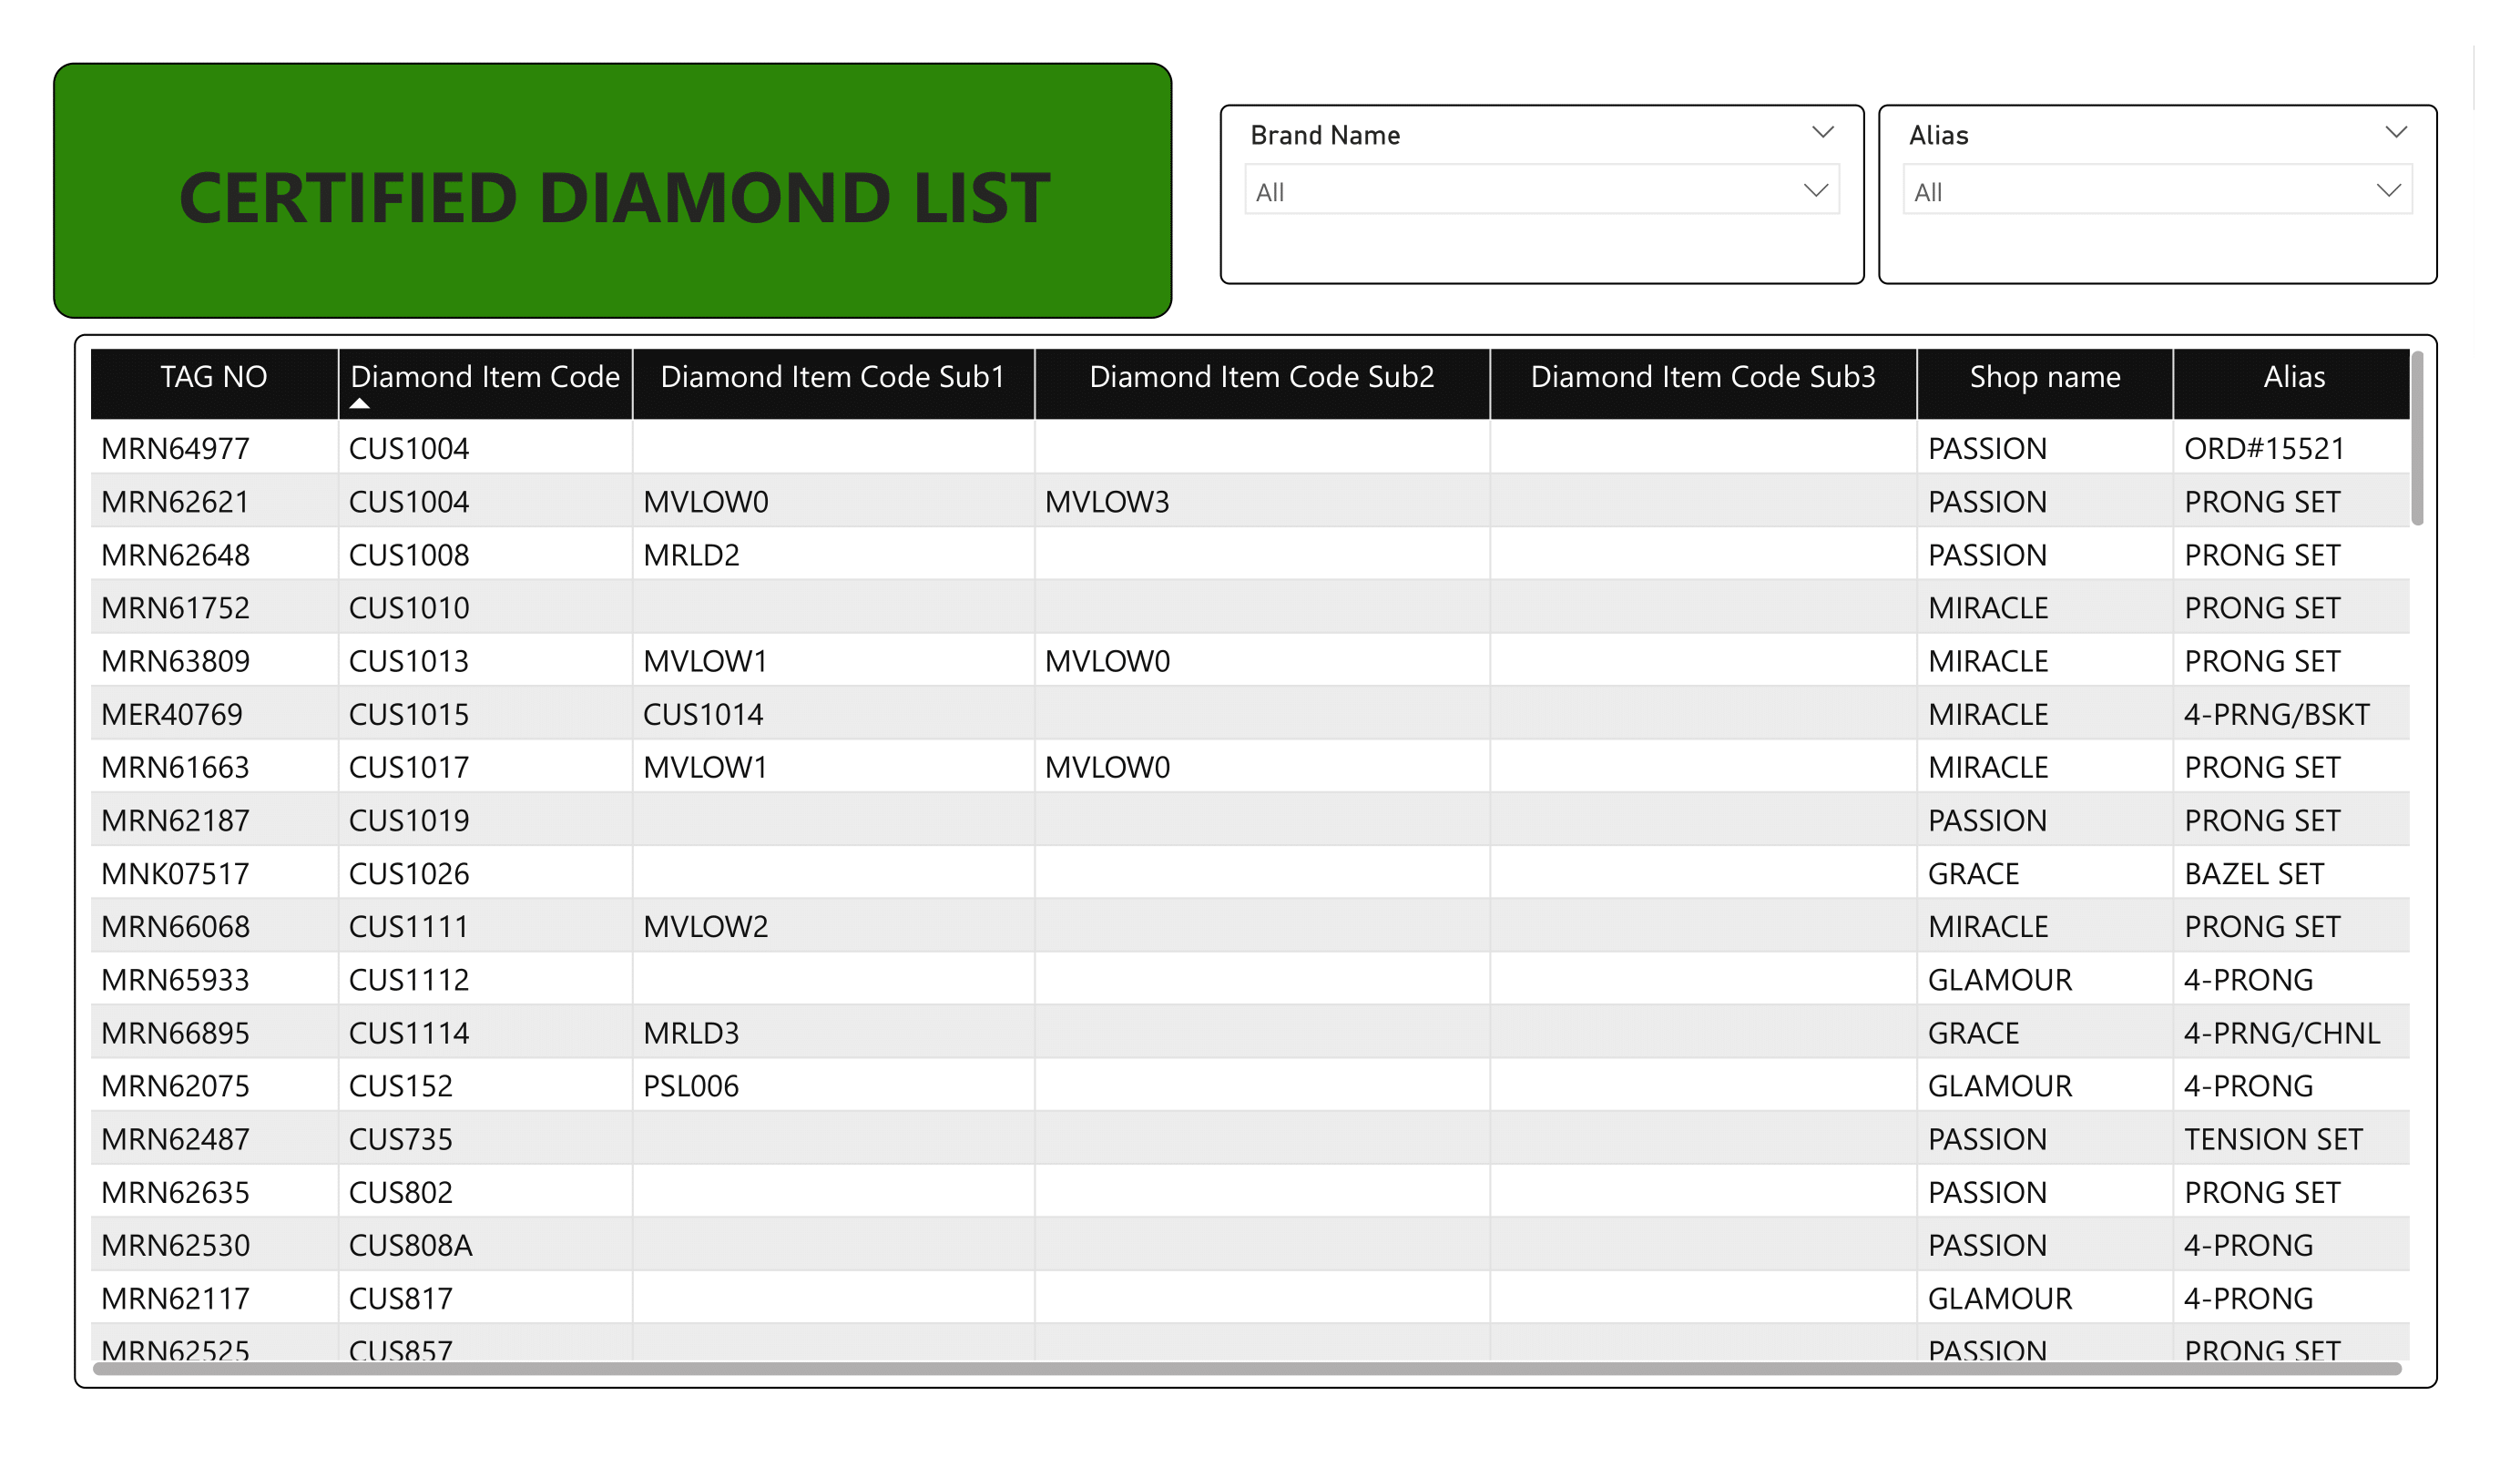 CERTIFIED DIAMOND LIST
Brand Name
All
Alias
All
TAG NO Diamond Item Code Diamond Item Code Sub1 Diamond Item Code Sub2 Diamond Item Code Sub3 Shop name Alias
MRN64977 CUS1004 PASSION ORD#15521
MRN62621 CUS1004 MVLOW0 MVLOW3 PASSION PRONG SET
MRN62648 CUS1008 MRLD2 PASSION PRONG SET
MRN61752 CUS1010 MIRACLE PRONG SET
MRN63809 CUS1013 MVLOW1 MVLOW0 MIRACLE PRONG SET
MER40769 CUS1015 CUS1014 MIRACLE 4-PRNG/BSKT
MRN61663 CUS1017 MVLOW1 MVLOW0 MIRACLE PRONG SET
MRN62187 CUS1019 PASSION PRONG SET
MNK07517 CUS1026 GRACE BAZEL SET
MRN66068 CUS1111 MVLOW2 MIRACLE PRONG SET
MRN65933 CUS1112 GLAMOUR 4-PRONG
MRN66895 CUS1114 MRLD3 GRACE 4-PRNG/CHNL
MRN62075 CUS152 PSL006 GLAMOUR 4-PRONG
MRN62487 CUS735 PASSION TENSION SET
MRN62635 CUS802 PASSION PRONG SET
MRN62530 CUS808A PASSION 4-PRONG
MRN62117 CUS817 GLAMOUR 4-PRONG
MRN62525 CUS857 PASSION PRONG SET